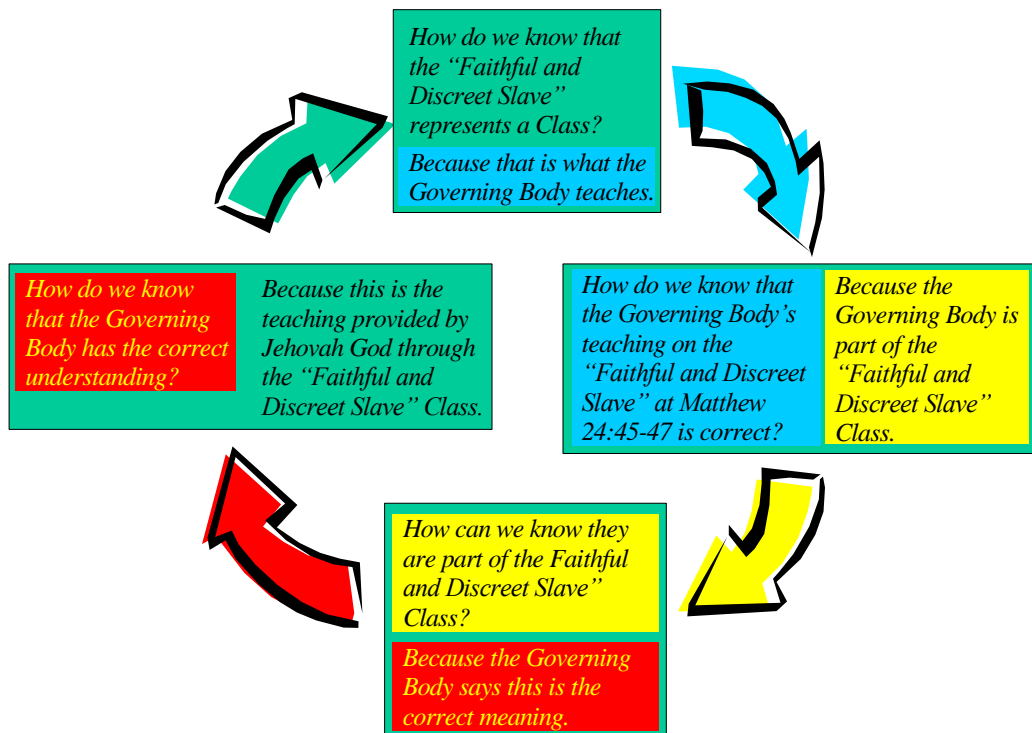 How do we know that
the “Faithful and
Discreet Slave”
represents a Class?
Because that is what the
Governing Body teaches.
How do we know that
the Governing Body’s
teaching on the
“Faithful and Discreet
Slave” at Matthew
24:45-47 is correct?
Because the
Governing Body is
part of the
“Faithful and
Discreet Slave”
Class.
How can we know they
are part of the Faithful
and Discreet Slave”
Class?
Because the Governing
Body says this is the
correct meaning.
How do we know
that the Governing
Body has the correct
understanding?
Because this is the
teaching provided by
Jehovah God through
the “Faithful and
Discreet Slave” Class.